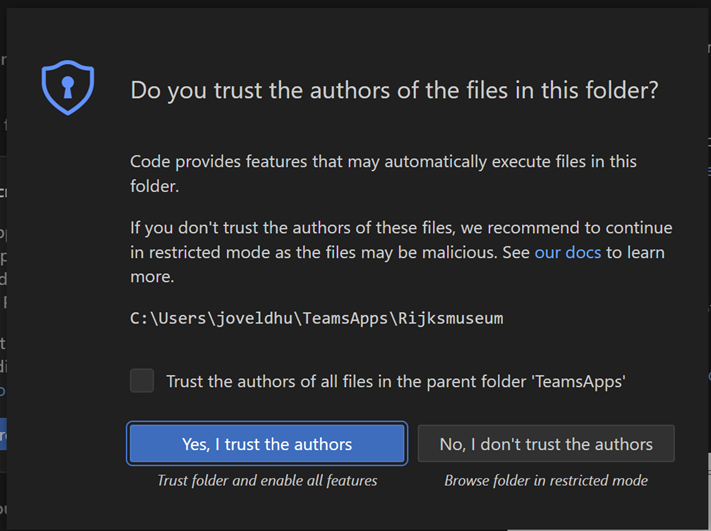 Do you trust the authors of the files in this folder?
Code provides features that may automatically execute files in this
folder.
If you don't trust the authors of these files, we recommend to continue
in restricted mode as the files may be malicious. See our docs to learn
more.
C:\Users\joveldhu\TeamsApps\Rijksmuseum
Trust the authors of all files in the parent folder 'TeamsApps'
Yes, I trust the authors
No, I don't trust the authors
Trust folder and enable all features
Browse folder in restricted mode